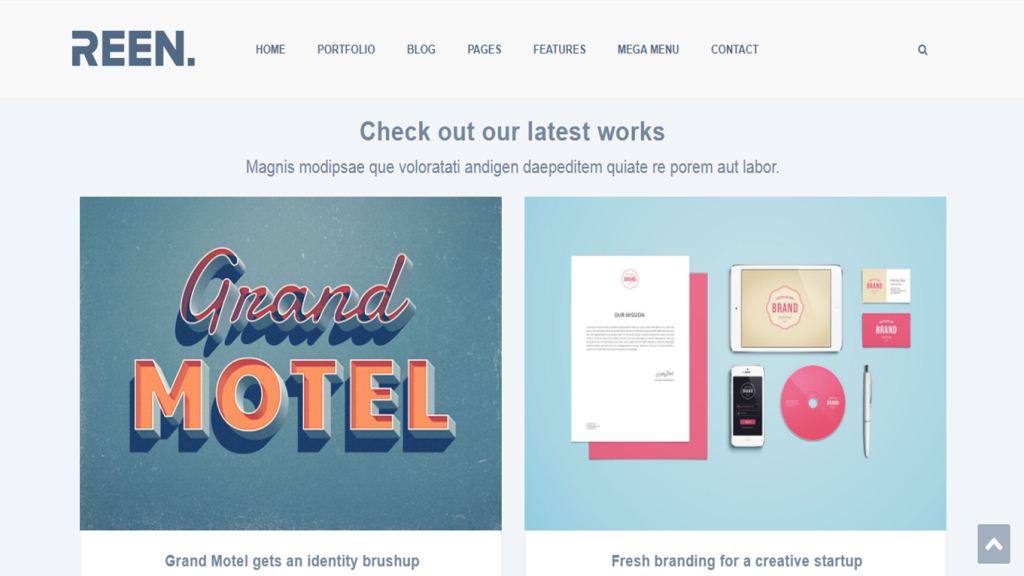 REEN.
HOME PORTFOLIO BLOG PAGES FEATURES MEGA MENU CONTACT
Check out our latest works
Magnis modipsae que voloratati andigen daepeditem quiate re porem aut labor.
Grand
MOTEL
BRAND
OUR MISSION
BRAND
BRAND
BRAND
Grand Motel gets an identity brushup
Fresh branding for a creative startup